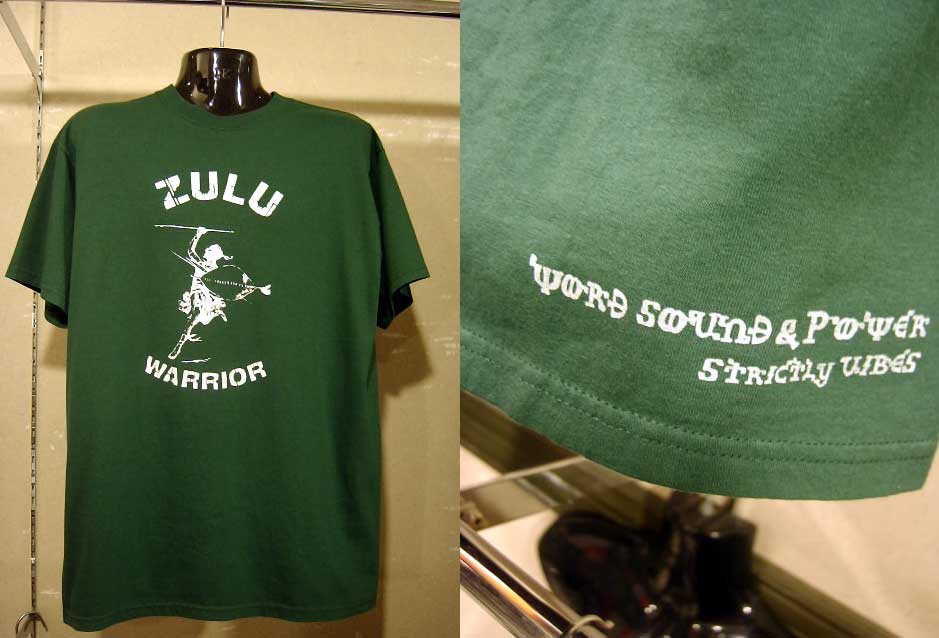 ZULU
WARRIOR
WORD SOUND & POWER
STRICTLY VIBES